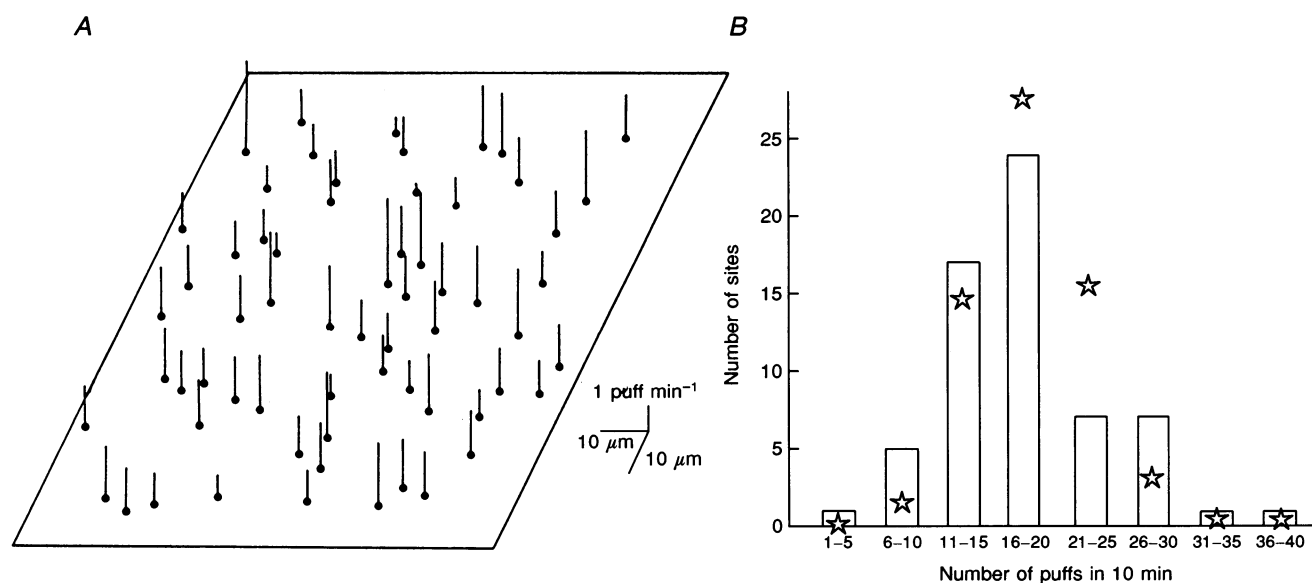 A
1 puff min⁻¹
10 µm
10 µm
B
Number of sites
25
20
15
10
5
0
1–5 6–10 11–15 16–20 21–25 26–30 31–35 36–40
Number of puffs in 10 min